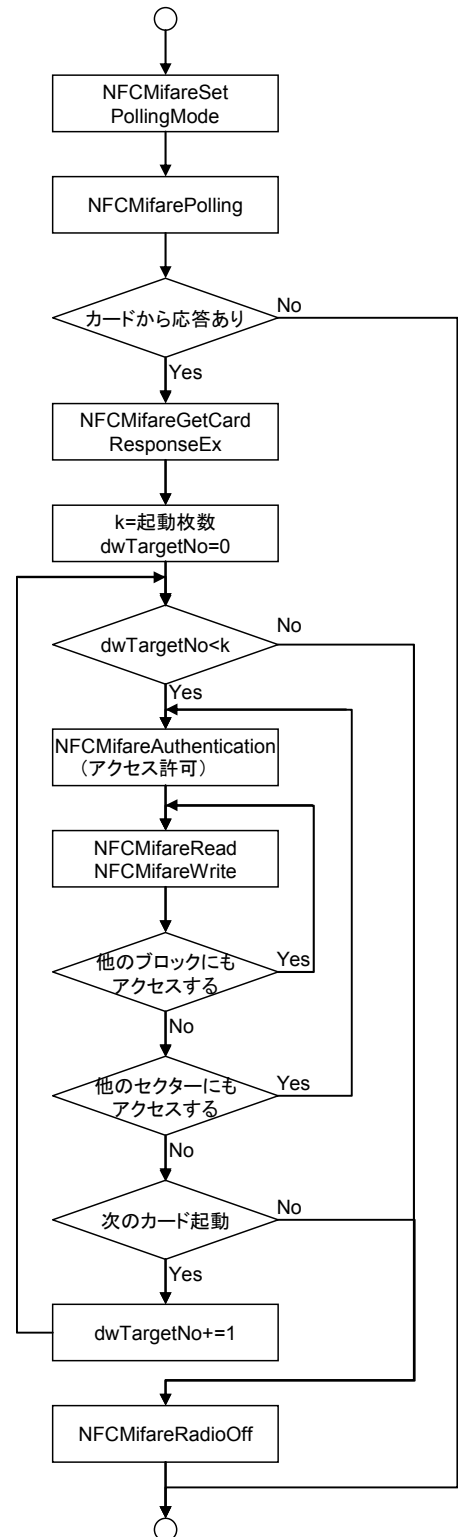 NFCMifareSet
PollingMode
NFCMifarePolling
カードから応答あり
No
Yes
NFCMifareGetCard
ResponseEx
k=起動枚数
dwTargetNo=0
dwTargetNo<k
No
Yes
NFCMifareAuthentication
（アクセス許可）
NFCMifareRead
NFCMifareWrite
他のブロックにも
アクセスする
Yes
No
他のセクターにも
アクセスする
Yes
No
次のカード起動
No
Yes
dwTargetNo+=1
NFCMifareRadioOff